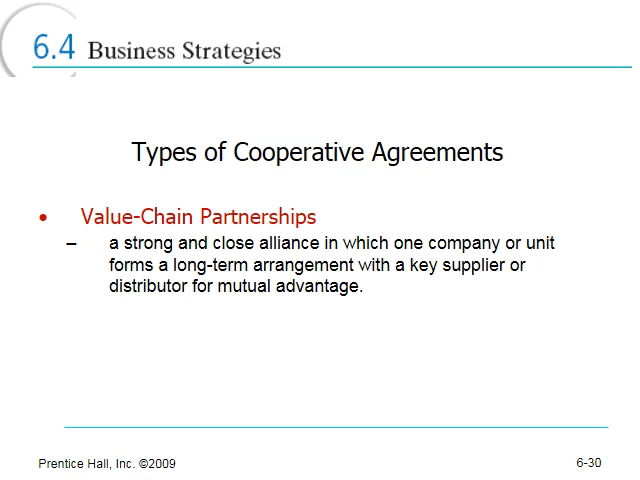 6.4 Business Strategies
Types of Cooperative Agreements
• Value-Chain Partnerships
– a strong and close alliance in which one company or unit
forms a long-term arrangement with a key supplier or
distributor for mutual advantage.
Prentice Hall, Inc. ©2009
6-30